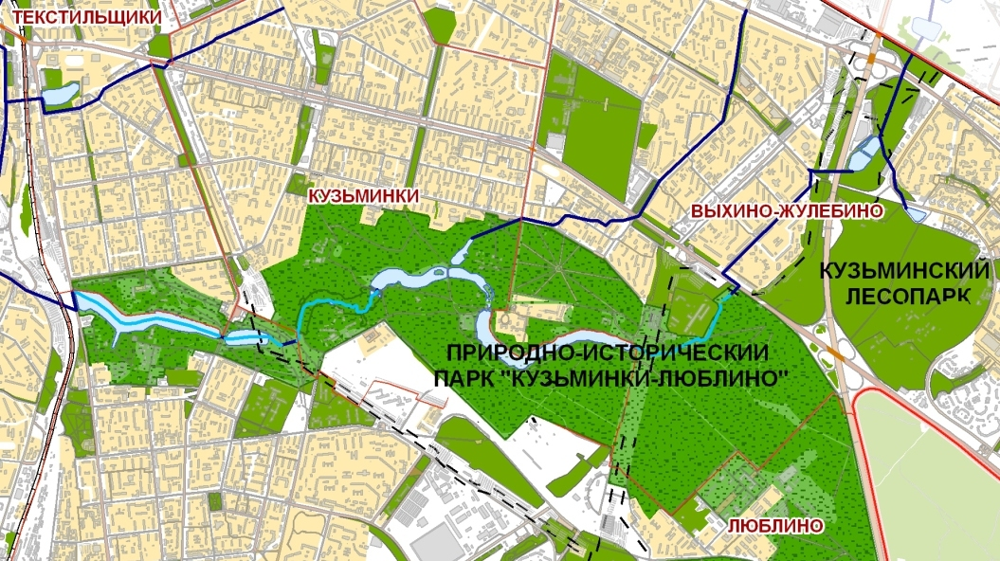 ТЕКСТИЛЬЩИКИ
КУЗЬМИНКИ
ВЫХИНО-ЖУЛЕБИНО
КУЗЬМИНСКИЙ
ЛЕСОПАРК
ПРИРОДНО-ИСТОРИЧЕСКИЙ
ПАРК "КУЗЬМИНКИ-ЛЮБЛИНО"
ЛЮБЛИНО